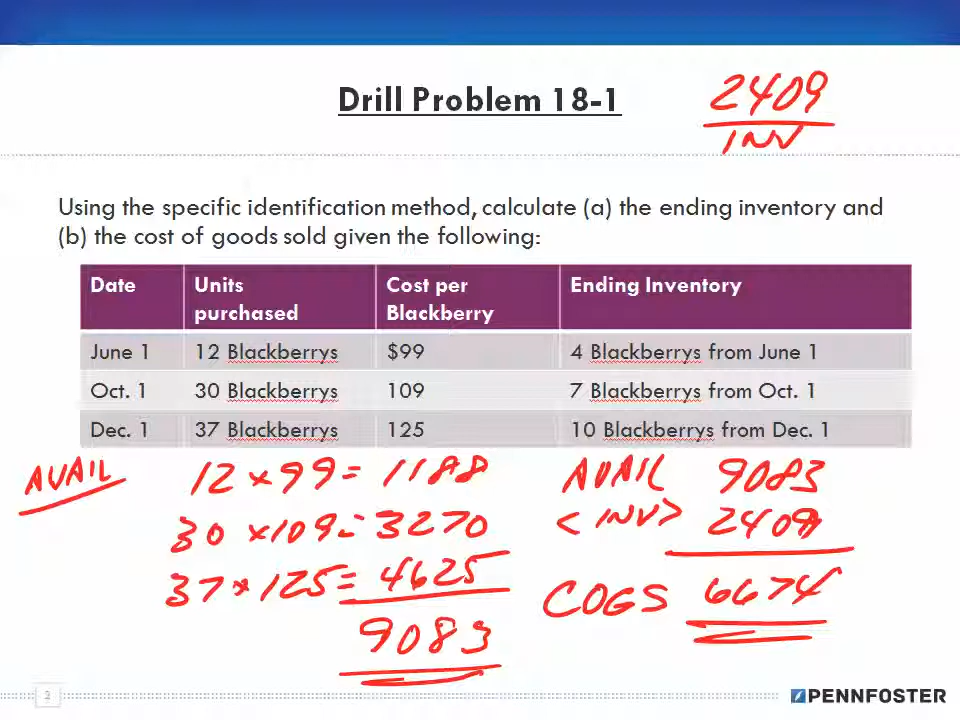 Drill Problem 18-1
2409
INV
Using the specific identification method, calculate (a) the ending inventory and
(b) the cost of goods sold given the following:
Date Units purchased Cost per Blackberry Ending Inventory
June 1 12 Blackberrys $99 4 Blackberrys from June 1
Oct. 1 30 Blackberrys 109 7 Blackberrys from Oct. 1
Dec. 1 37 Blackberrys 125 10 Blackberrys from Dec. 1
AVAIL 12 x 99 = 1188 AVAIL 9083
30 x 109 = 3270 < INV > 2409
37 x 125 = 4625 COGS 6674
9083
2 PENNFOSTER